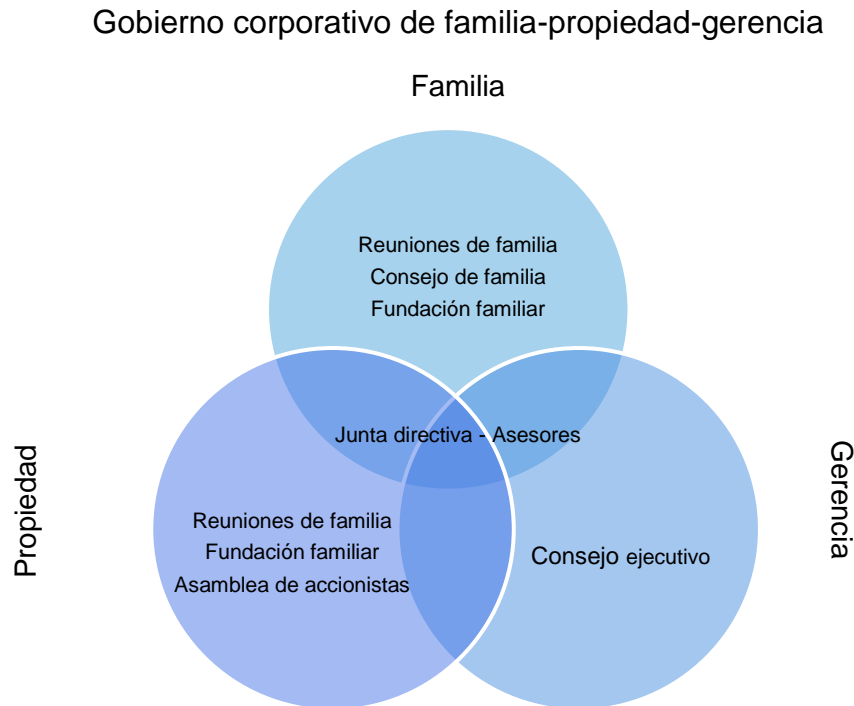 Gobierno corporativo de familia-propiedad-gerencia
Familia
Reuniones de familia
Consejo de familia
Fundación familiar
Junta directiva - Asesores
Propiedad
Reuniones de familia
Fundación familiar
Asamblea de accionistas
Consejo ejecutivo
Gerencia